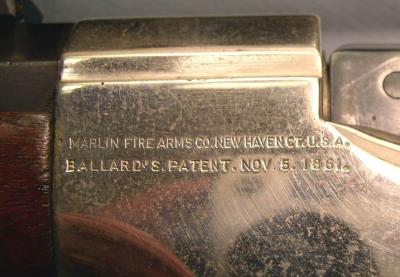 MARLIN FIRE ARMS CO. NEW HAVEN CT. U.S.A.
BALLARD'S. PATENT. NOV. 5. 1861.